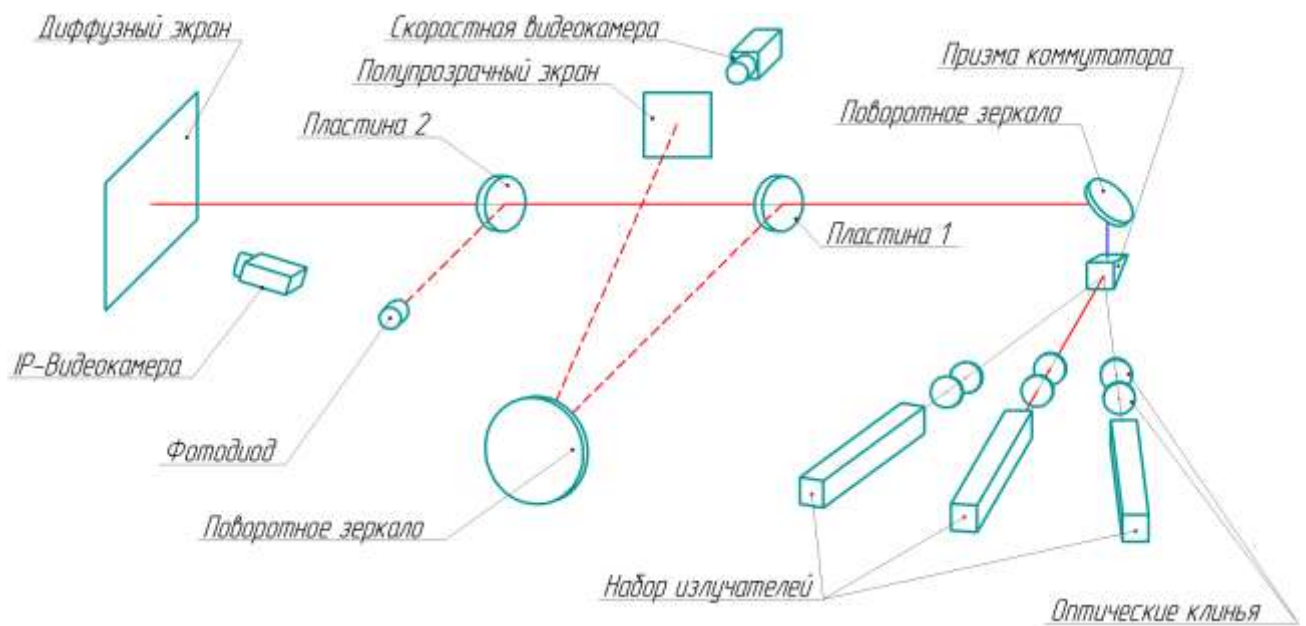 Диффузный экран
Скоростная видеокамера
Полупрозрачный экран
Призма коммутатора
Поворотное зеркало
Пластина 2
Пластина 1
IP-Видеокамера
Фотодиод
Поворотное зеркало
Набор излучателей
Оптические клинья